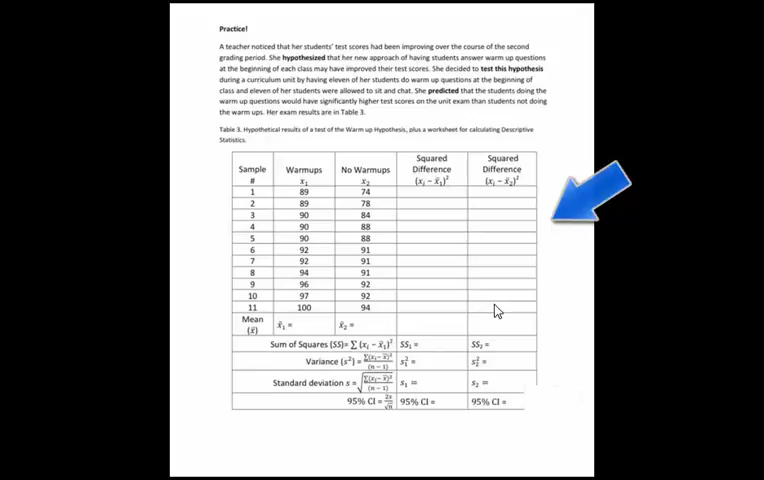 Practice!
A teacher noticed that her students' test scores had been improving over the course of the second
grading period. She hypothesized that her new approach of having students answer warm up questions
at the beginning of each class may have improved their test scores. She decided to test this hypothesis
during a curriculum unit by having eleven of her students do warm up questions at the beginning of
class and eleven of her students were allowed to sit and chat. She predicted that the students doing the
warm up questions would have significantly higher test scores on the unit exam than students not doing
the warm ups. Her exam results are in Table 3.
Table 3. Hypothetical results of a test of the Warm up Hypothesis, plus a worksheet for calculating Descriptive
Statistics.
Sample # Warmups x₁ No Warmups x₂ Squared Difference (xᵢ − x̄₁)² Squared Difference (xᵢ − x̄₂)²
1 89 74
2 89 78
3 90 84
4 90 88
5 90 88
6 92 91
7 92 91
8 94 91
9 96 92
10 97 92
11 100 94
Mean (x̄) x̄₁ = x̄₂ =
Sum of Squares (SS)= ∑ (xᵢ − x̄₁)² SS₁ = SS₂ =
Variance (s²) = ∑(xᵢ− x̄)²/(n − 1) s₁² = s₂² =
Standard deviation s = √(∑(xᵢ− x̄)²/(n − 1)) s₁ = s₂ =
95% CI = 2s/√n 95% CI = 95% CI =